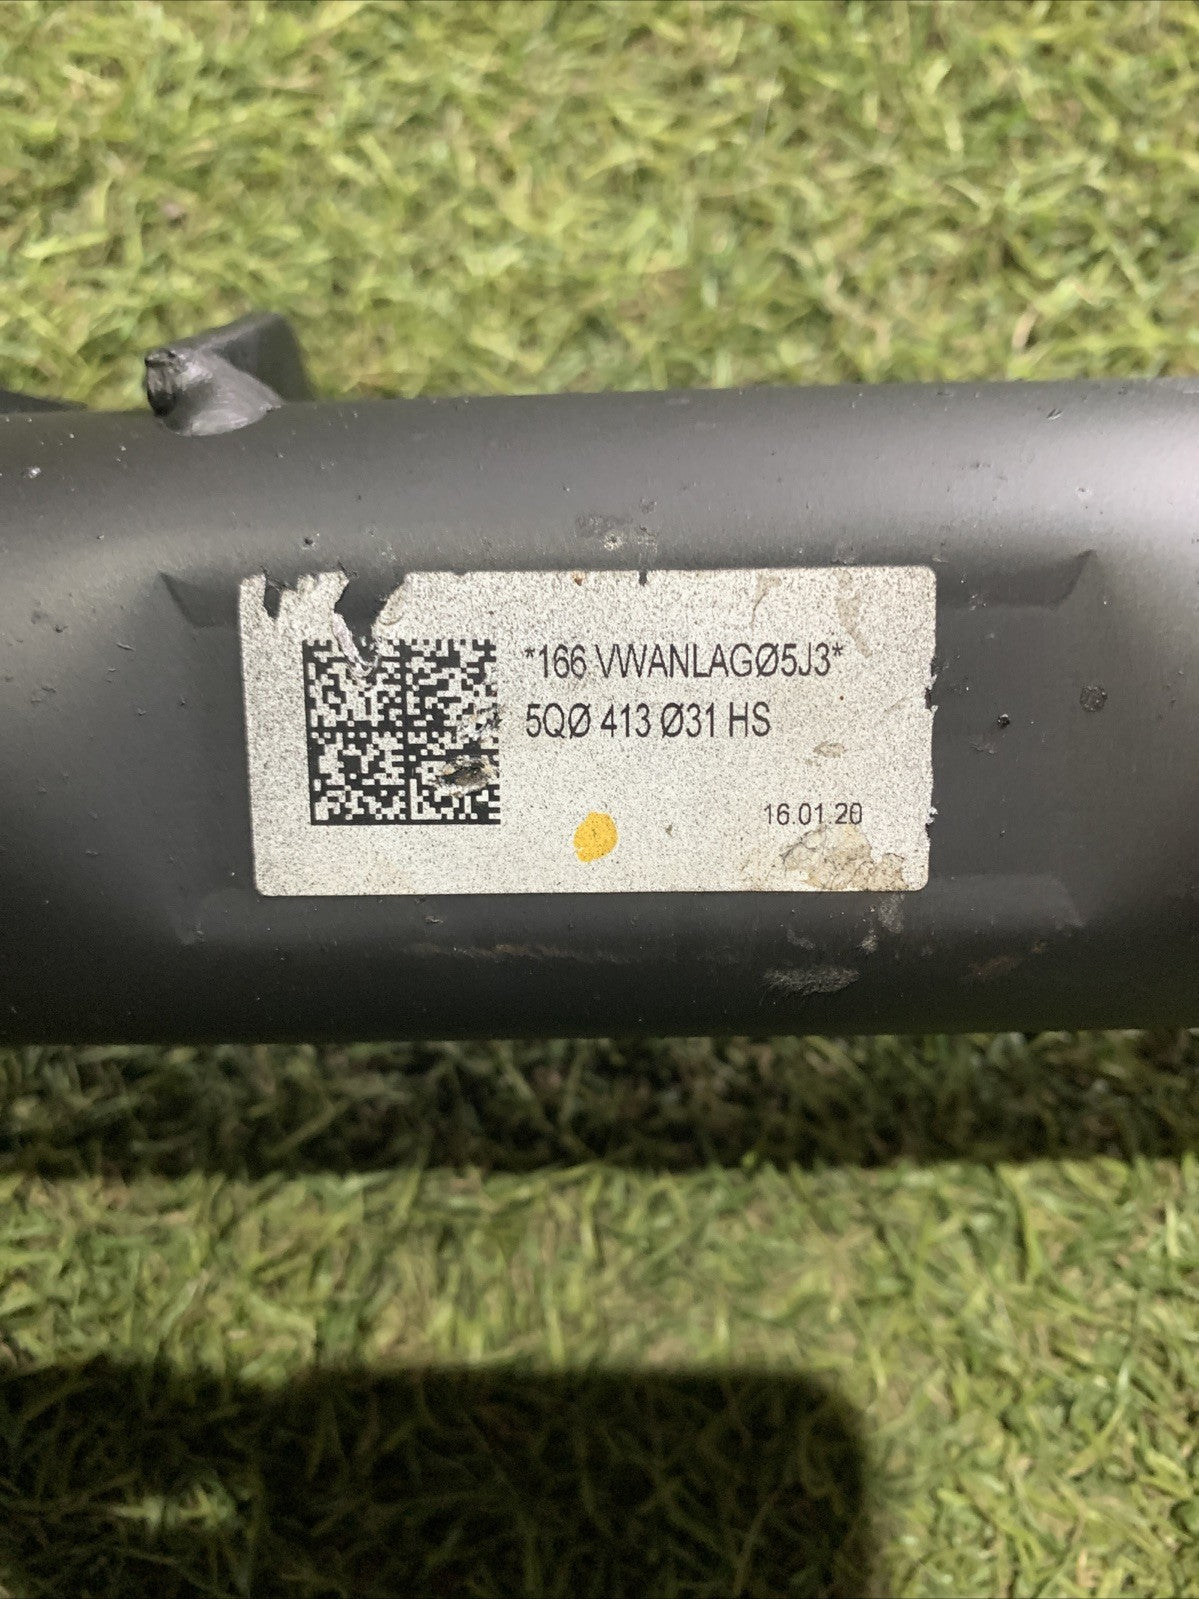 *166 VWANLAGØ5J3*
5QØ 413 Ø31 HS
16.01.20